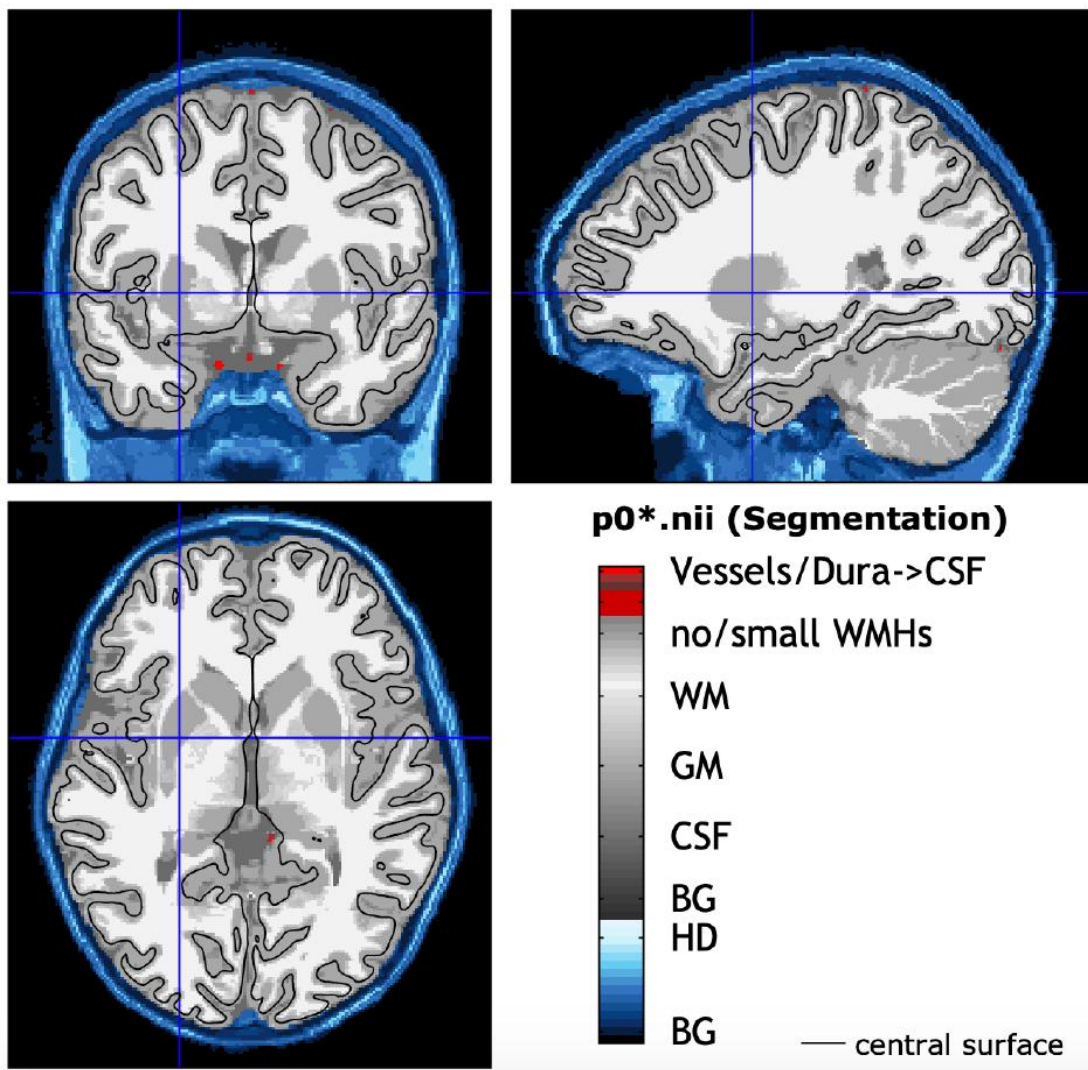 p0*.nii (Segmentation)
Vessels/Dura->CSF
no/small WMHs
WM
GM
CSF
BG
HD
BG
central surface